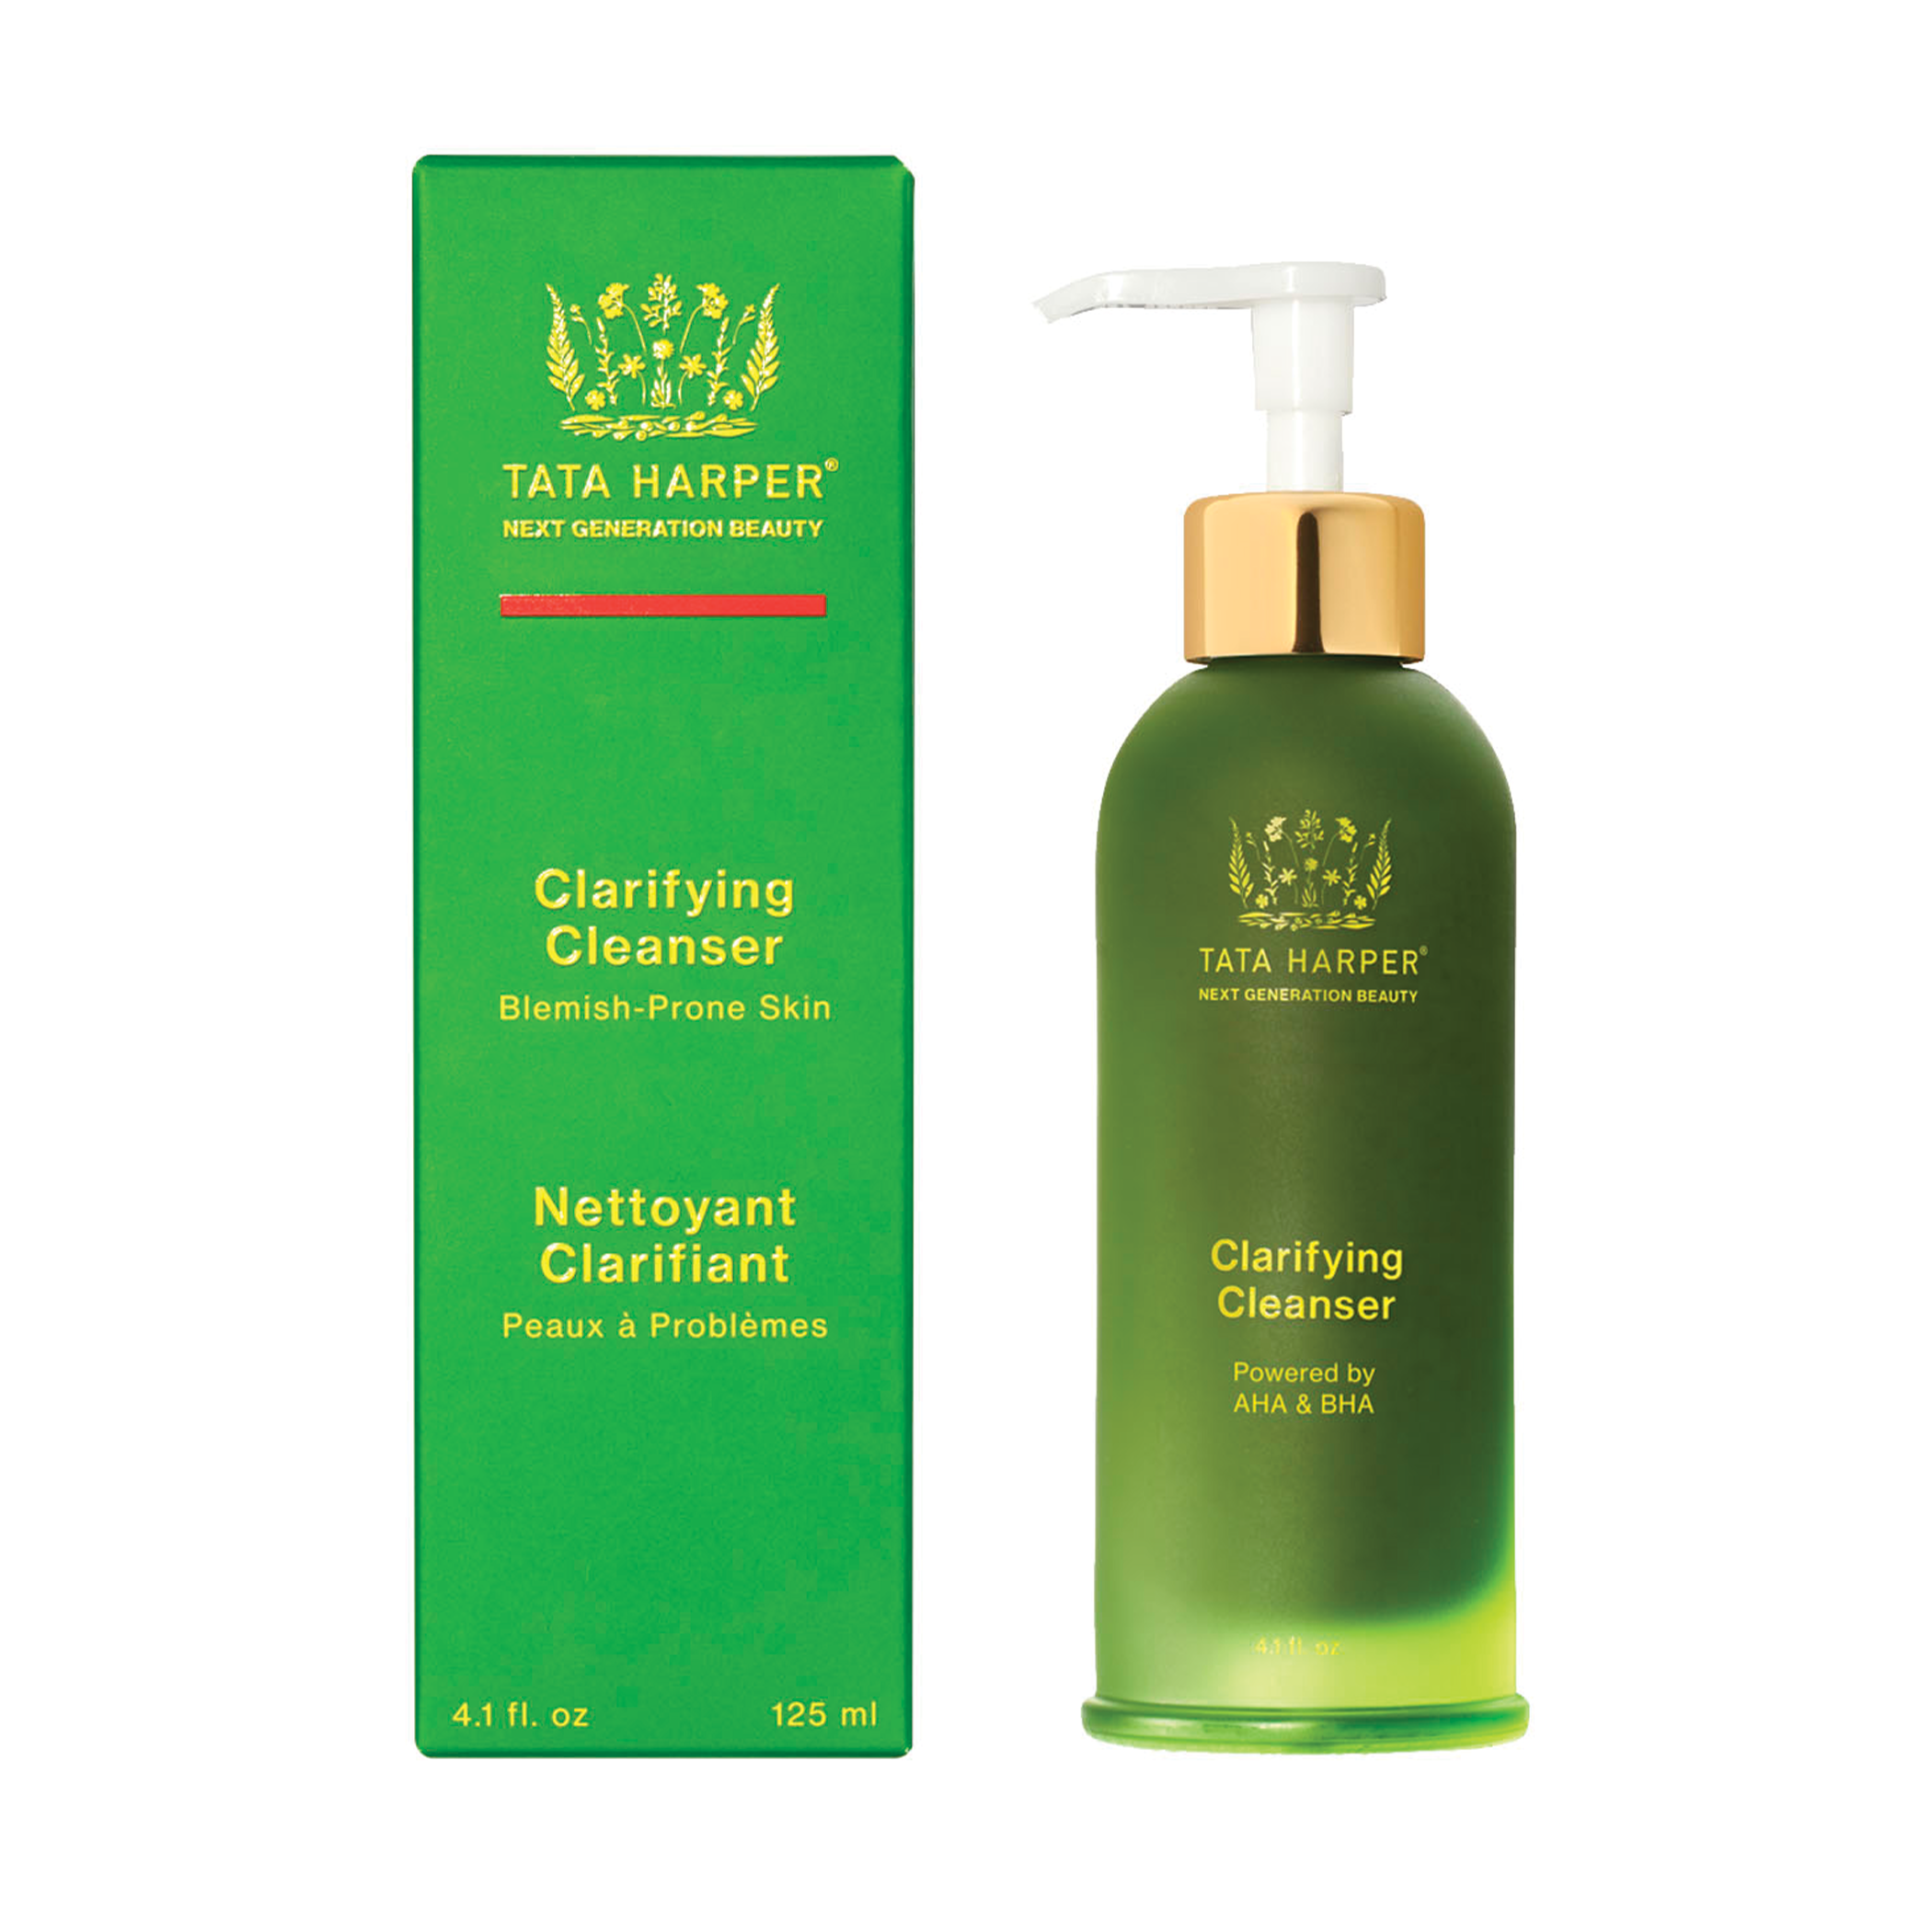 TATA HARPER®
NEXT GENERATION BEAUTY
Clarifying
Cleanser
Blemish-Prone Skin
Nettoyant
Clarifiant
Peaux à Problèmes
4.1 fl. oz 125 ml
TATA HARPER®
NEXT GENERATION BEAUTY
Clarifying
Cleanser
Powered by
AHA & BHA
4.1 fl. oz